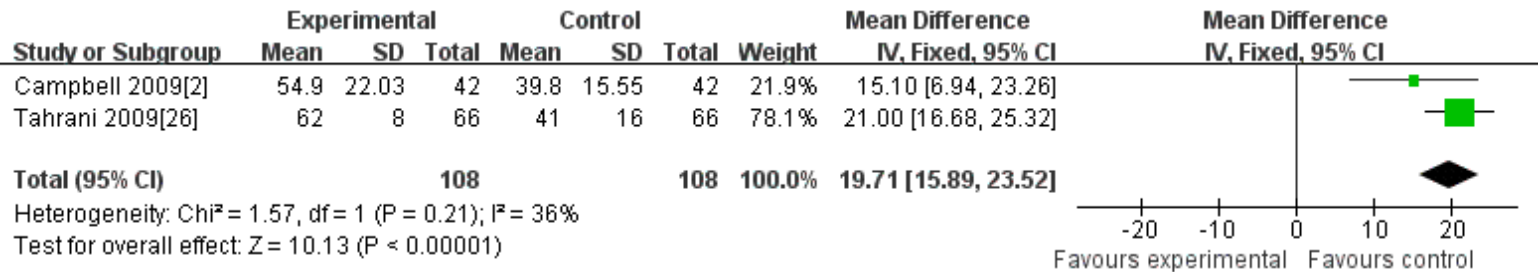 Experimental Control Mean Difference Mean Difference
Study or Subgroup Mean SD Total Mean SD Total Weight IV, Fixed, 95% CI IV, Fixed, 95% CI
Campbell 2009[2] 54.9 22.03 42 39.8 15.55 42 21.9% 15.10 [6.94, 23.26]
Tahrani 2009[26] 62 8 66 41 16 66 78.1% 21.00 [16.68, 25.32]
Total (95% CI) 108 108 100.0% 19.71 [15.89, 23.52]
Heterogeneity: Chi² = 1.57, df = 1 (P = 0.21); I² = 36%
Test for overall effect: Z = 10.13 (P < 0.00001)
-20 -10 0 10 20
Favours experimental Favours control